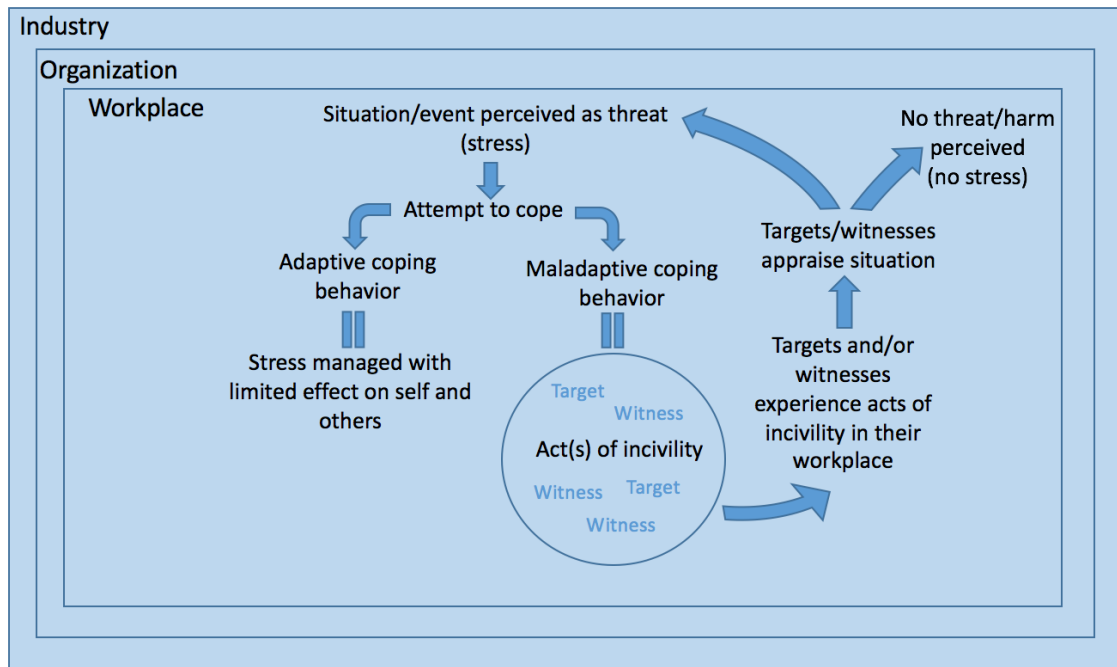 Industry
Organization
Workplace
Situation/event perceived as threat
(stress)
No threat/harm
perceived
(no stress)
Attempt to cope
Targets/witnesses
appraise situation
Adaptive coping
behavior
Maladaptive coping
behavior
Stress managed with
limited effect on self and
others
Targets and/or
witnesses
experience acts of
incivility in their
workplace
Target
Witness
Act(s) of incivility
Witness
Target
Witness